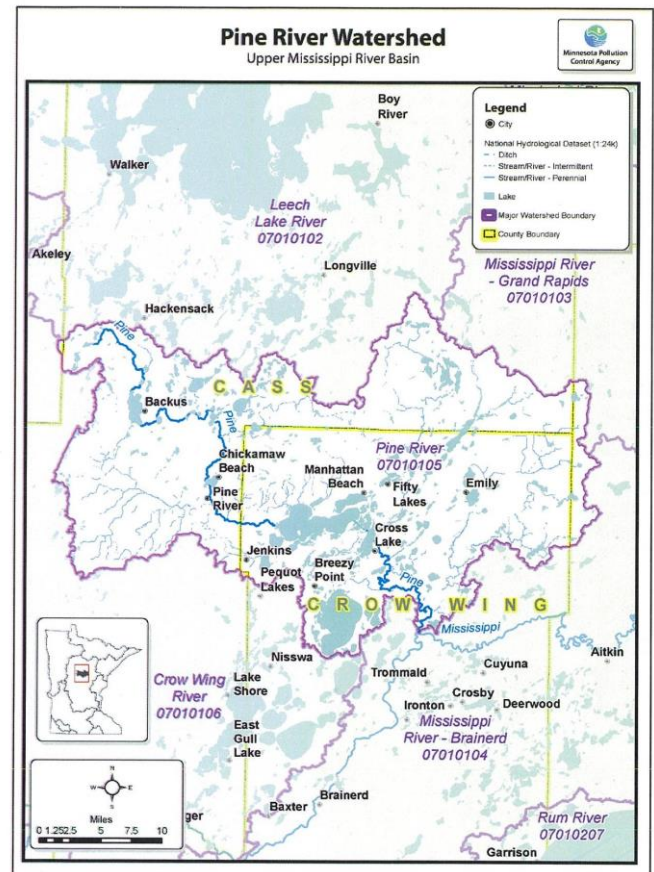 Pine River Watershed
Upper Mississippi River Basin
Minnesota Pollution
Control Agency
Boy
River
Legend
City
National Hydrological Dataset (1:24k)
Ditch
Stream/River - Intermittent
Stream/River - Perennial
Lake
Major Watershed Boundary
County Boundary
Walker
Leech
Lake River
07010102
Akeley
Longville
Mississippi River
- Grand Rapids
07010103
Hackensack
Pine
CASS
Backus
Pine
Pine River
07010105
Chickamaw
Beach
Manhattan
Beach
Fifty
Lakes
Emily
Pine
River
Cross
Lake
Jenkins
Pequot
Lakes
Breezy
Point
Pine
CROW WING
Mississippi
Nisswa
Aitkin
Crow Wing
River
07010106
Lake
Shore
Trommald
Cuyuna
Crosby
Ironton
Deerwood
Mississippi
River - Brainerd
07010104
East
Gull
Lake
N
W
E
S
Miles
0 1.25 2.5 5 7.5 10
ger
Baxter
Brainerd
Rum River
07010207
Garrison